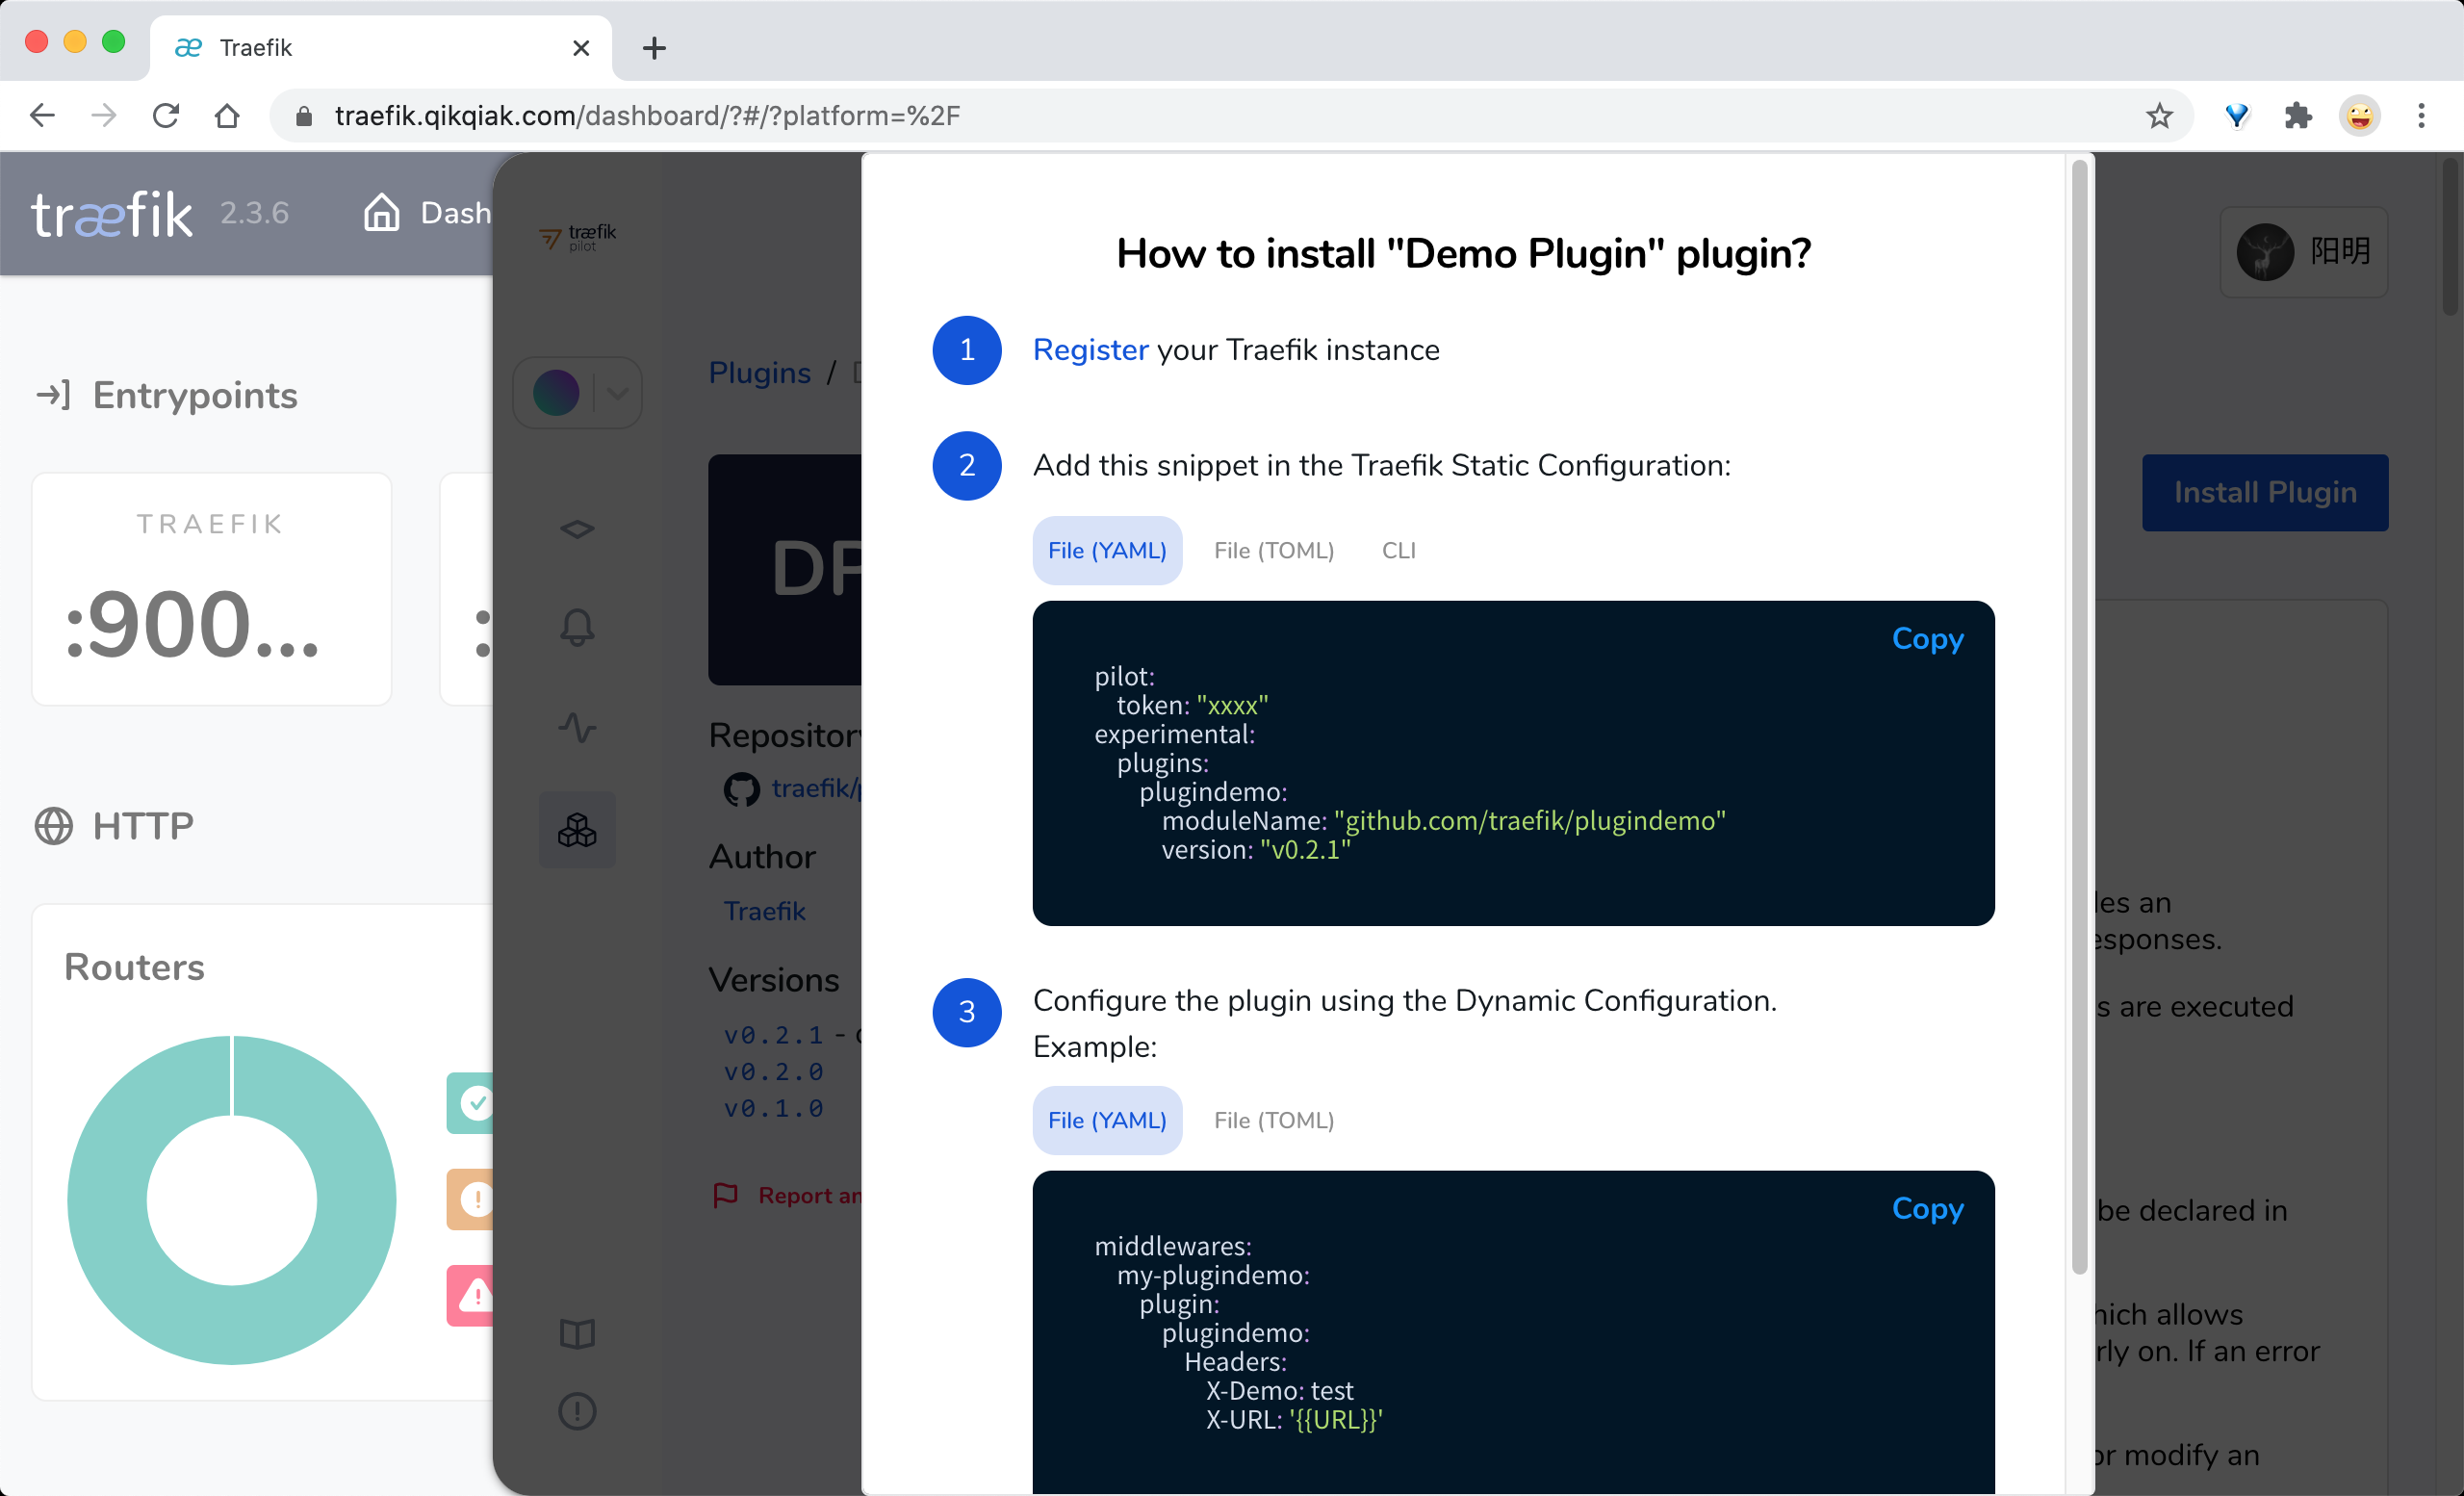 Traefik
traefik.qikqiak.com/dashboard/?#/?platform=%2F
træfik 2.3.6 Dash
Entrypoints
TRAEFIK
:900...
:
HTTP
Routers
træfik
pilot
Plugins /
DP
Repository
traefik/
Author
Traefik
Versions
v0.2.1 -
v0.2.0
v0.1.0
Report an
How to install "Demo Plugin" plugin?
1 Register your Traefik instance
2 Add this snippet in the Traefik Static Configuration:
File (YAML) File (TOML) CLI
Copy
pilot:
token: "xxxx"
experimental:
plugins:
plugindemo:
moduleName: "github.com/traefik/plugindemo"
version: "v0.2.1"
3 Configure the plugin using the Dynamic Configuration.
Example:
File (YAML) File (TOML)
Copy
middlewares:
my-plugindemo:
plugin:
plugindemo:
Headers:
X-Demo: test
X-URL: '{{URL}}'
阳明
Install Plugin
an
esponses.
s are executed
be declared in
hich allows
rly on. If an error
or modify an